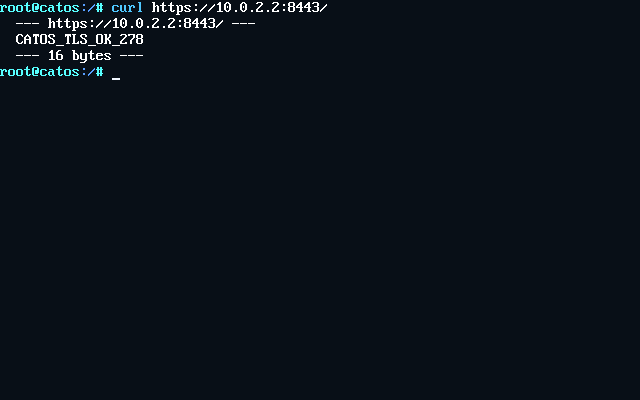 root@catos:/# curl https://10.0.2.2:8443/
--- https://10.0.2.2:8443/ ---
CATOS_TLS_OK_278
--- 16 bytes ---
root@catos:/# _